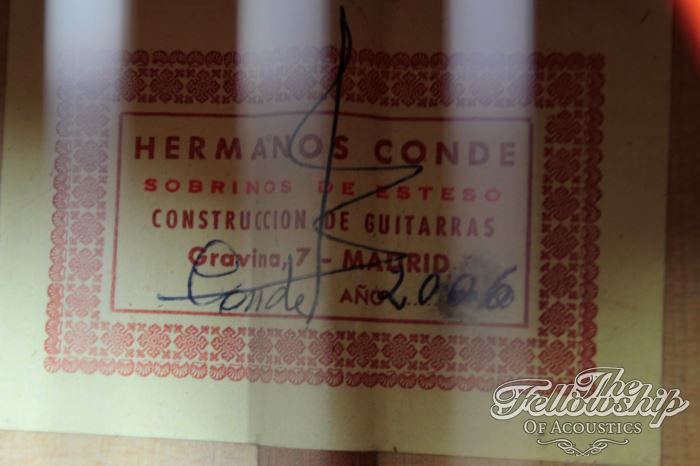 HERMANOS CONDE
SOBRINOS DE ESTESO
CONSTRUCCION DE GUITARRAS
Gravina, 7 - MADRID
Conde AÑO 2006
The
Fellowship
OF ACOUSTICS